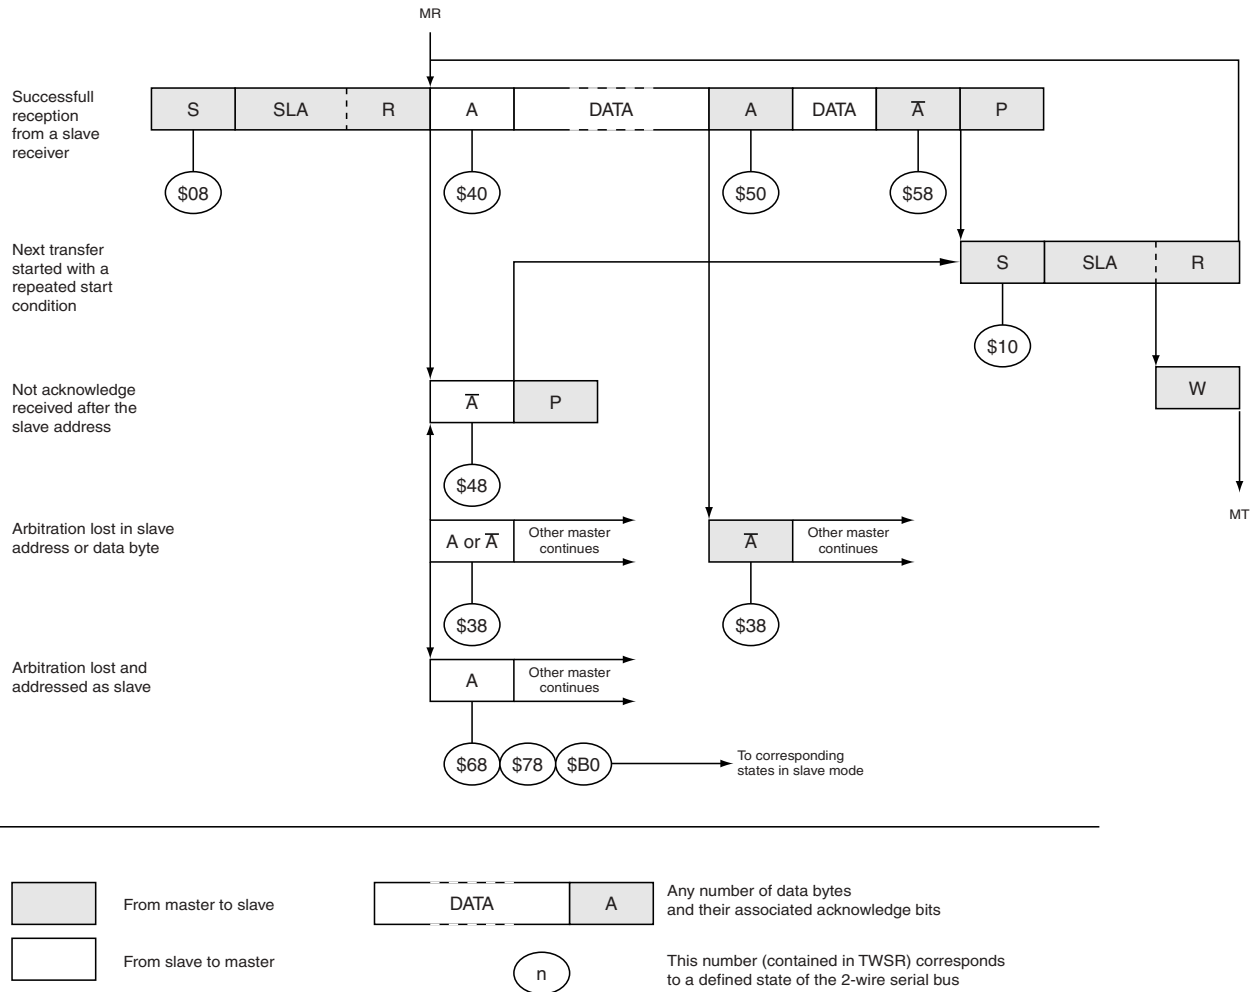 MR
Successfull
reception
from a slave
receiver
S SLA R A DATA A DATA A̅ P
$08 $40 $50 $58
Next transfer
started with a
repeated start
condition
S SLA R
$10
Not acknowledge
received after the
slave address
A̅ P
W
$48
MT
Arbitration lost in slave
address or data byte
A or A̅
Other master
continues
A̅
Other master
continues
$38 $38
Arbitration lost and
addressed as slave
A
Other master
continues
$68 $78 $B0
To corresponding
states in slave mode
From master to slave
DATA A
Any number of data bytes
and their associated acknowledge bits
From slave to master
n
This number (contained in TWSR) corresponds
to a defined state of the 2-wire serial bus